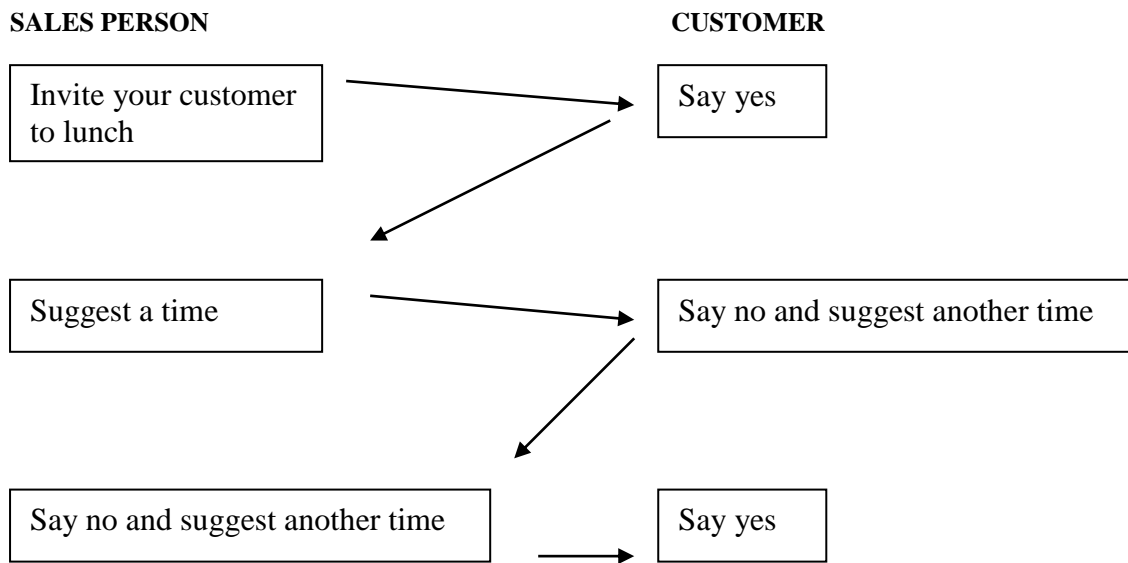 SALES PERSON
CUSTOMER
Invite your customer
to lunch
Say yes
Suggest a time
Say no and suggest another time
Say no and suggest another time
Say yes